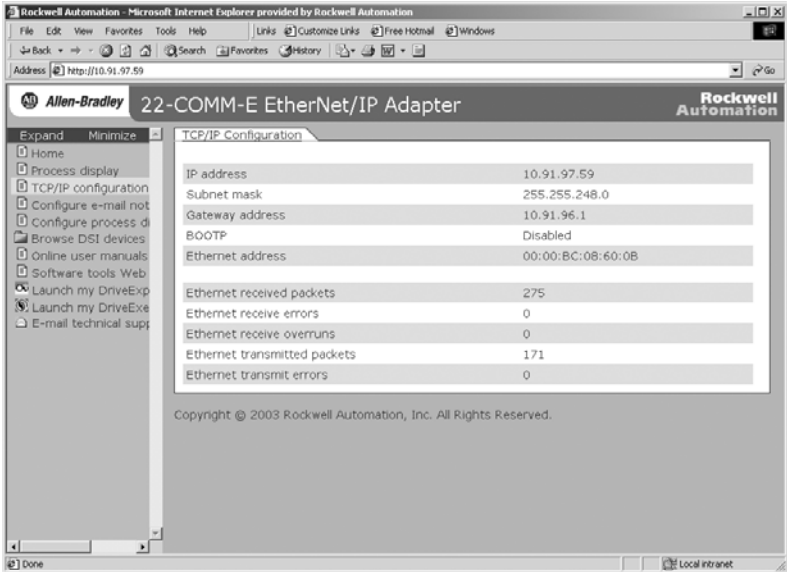 Rockwell Automation - Microsoft Internet Explorer provided by Rockwell Automation
File Edit View Favorites Tools Help Links Customize Links Free Hotmail Windows
Back Search Favorites History
Address http://10.91.97.59 Go
AB Allen-Bradley 22-COMM-E EtherNet/IP Adapter Rockwell Automation
Expand Minimize
Home
Process display
TCP/IP configuration
Configure e-mail not
Configure process di
Browse DSI devices
Online user manuals
Software tools Web
Launch my DriveExp
Launch my DriveExe
E-mail technical supp
TCP/IP Configuration
IP address 10.91.97.59
Subnet mask 255.255.248.0
Gateway address 10.91.96.1
BOOTP Disabled
Ethernet address 00:00:BC:08:60:0B
Ethernet received packets 275
Ethernet receive errors 0
Ethernet receive overruns 0
Ethernet transmitted packets 171
Ethernet transmit errors 0
Copyright © 2003 Rockwell Automation, Inc. All Rights Reserved.
Done Local intranet